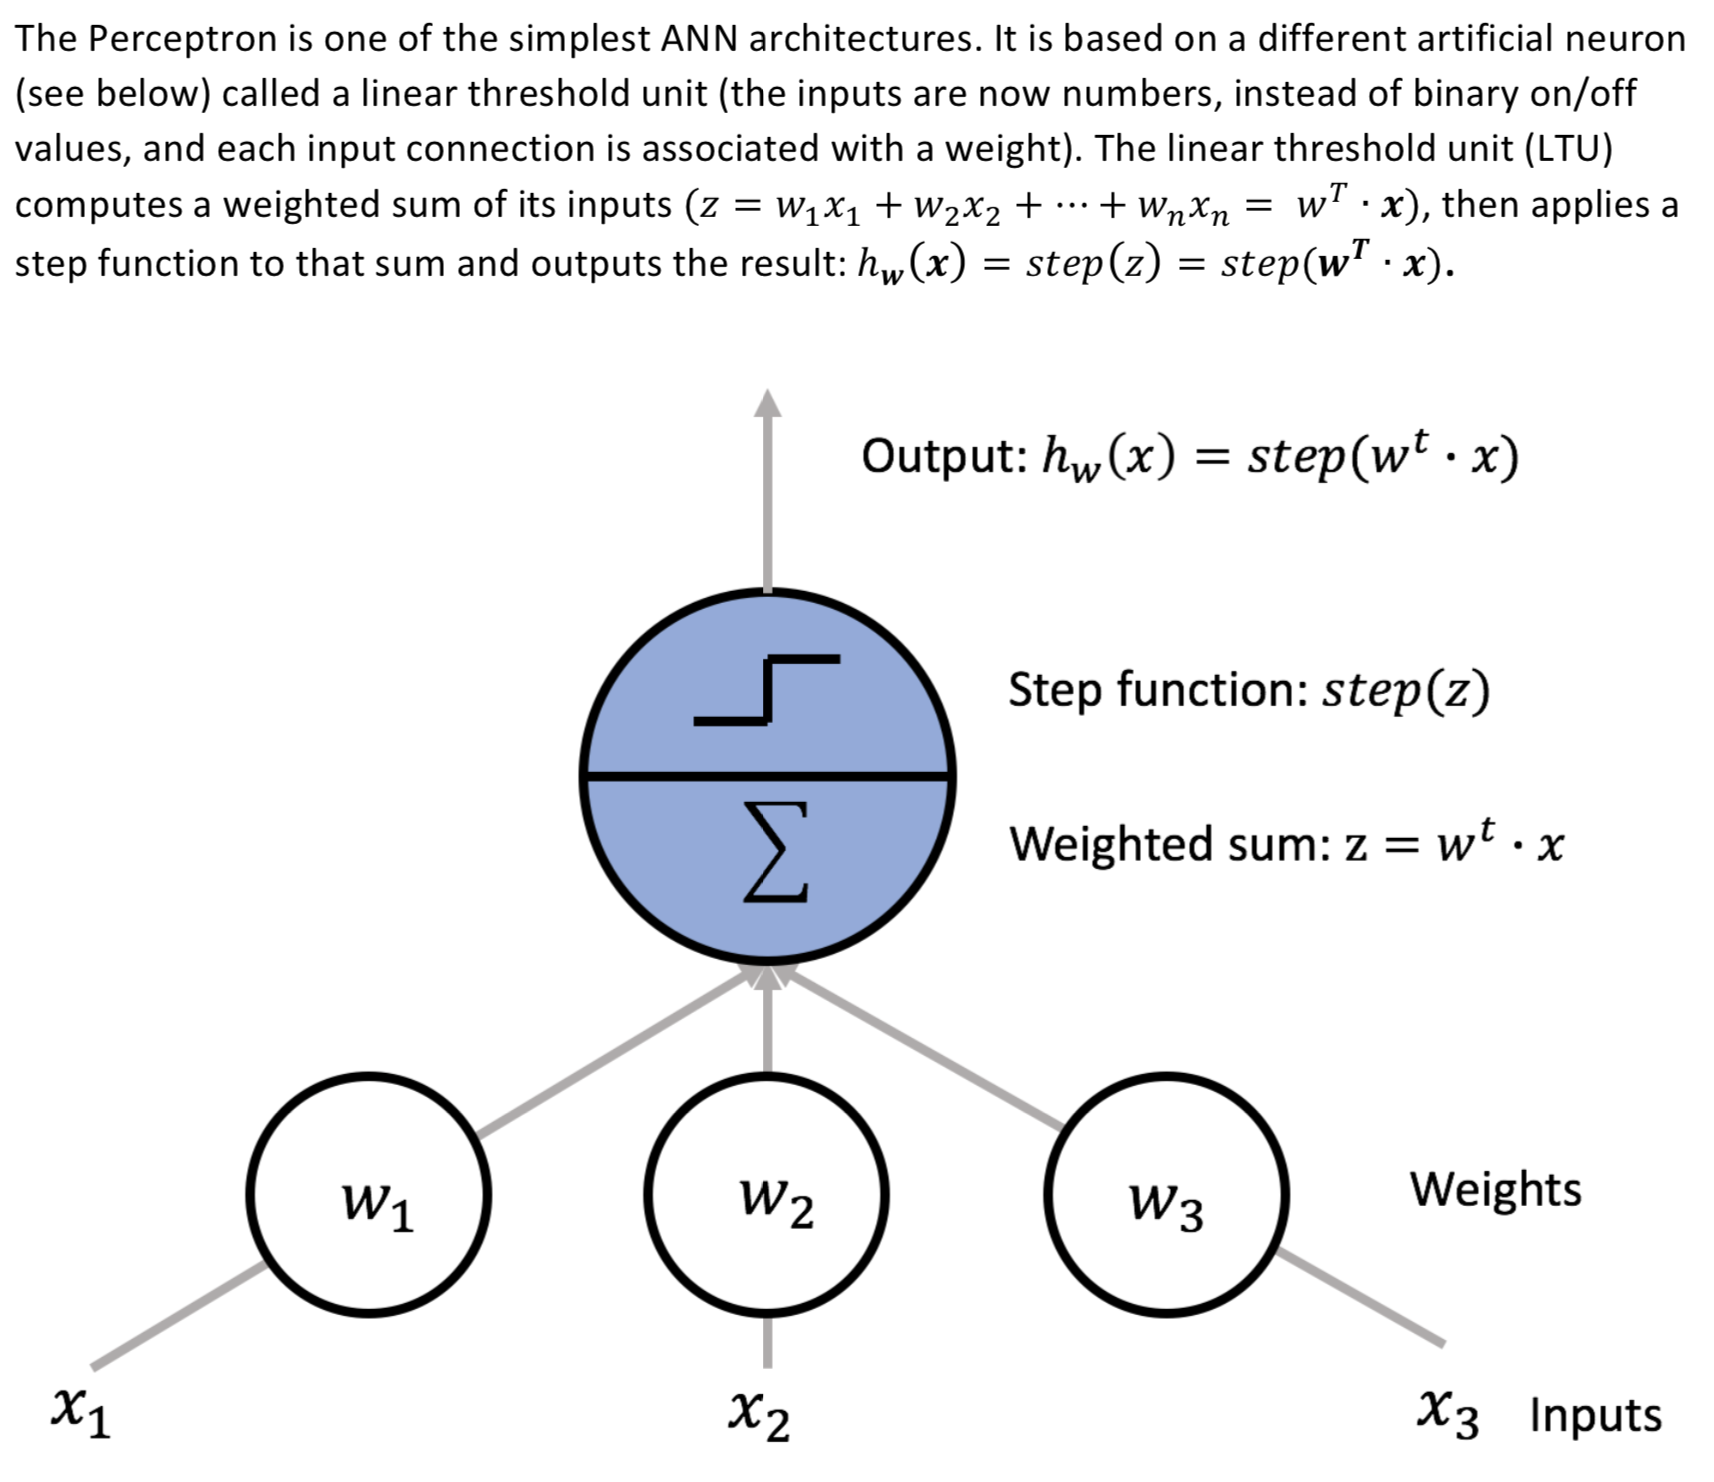 The Perceptron is one of the simplest ANN architectures. It is based on a different artificial neuron
(see below) called a linear threshold unit (the inputs are now numbers, instead of binary on/off
values, and each input connection is associated with a weight). The linear threshold unit (LTU)
computes a weighted sum of its inputs (z = w₁x₁ + w₂x₂ + ⋯ + wₙxₙ = wᵀ · x), then applies a
step function to that sum and outputs the result: h_w(x) = step(z) = step(wᵀ · x).
Output: h_w(x) = step(wᵗ · x)
Step function: step(z)
∑
Weighted sum: z = wᵗ · x
w₁ w₂ w₃ Weights
x₁ x₂ x₃ Inputs